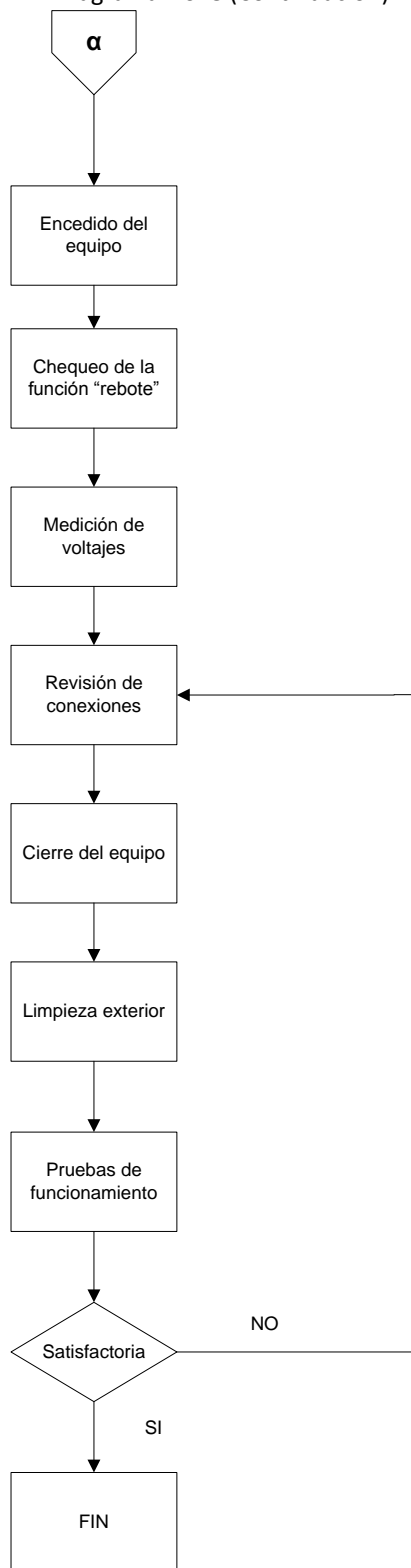 (continuación)
α
Encedido del
equipo
Chequeo de la
función “rebote”
Medición de
voltajes
Revisión de
conexiones
Cierre del equipo
Limpieza exterior
Pruebas de
funcionamiento
Satisfactoria
NO
SI
FIN